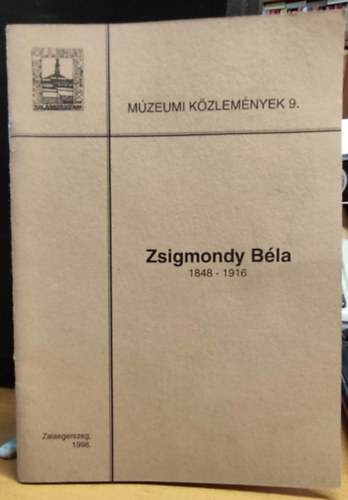 MÚZEUMI KÖZLEMÉNYEK 9.
Zsigmondy Béla
1848 - 1916
Zalaegerszeg,
1998.